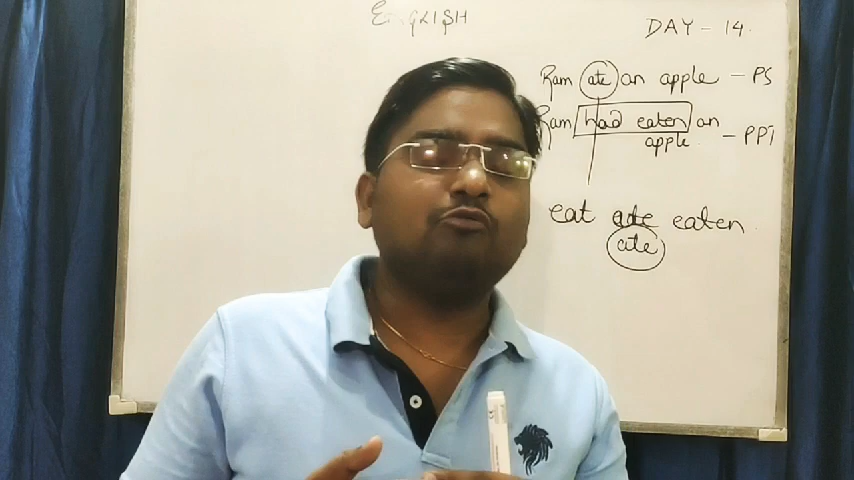 ENGLISH
DAY - 14
Ram ate an apple - PS
Ram had eaten an
apple - PPT
eat ate eaten
ate